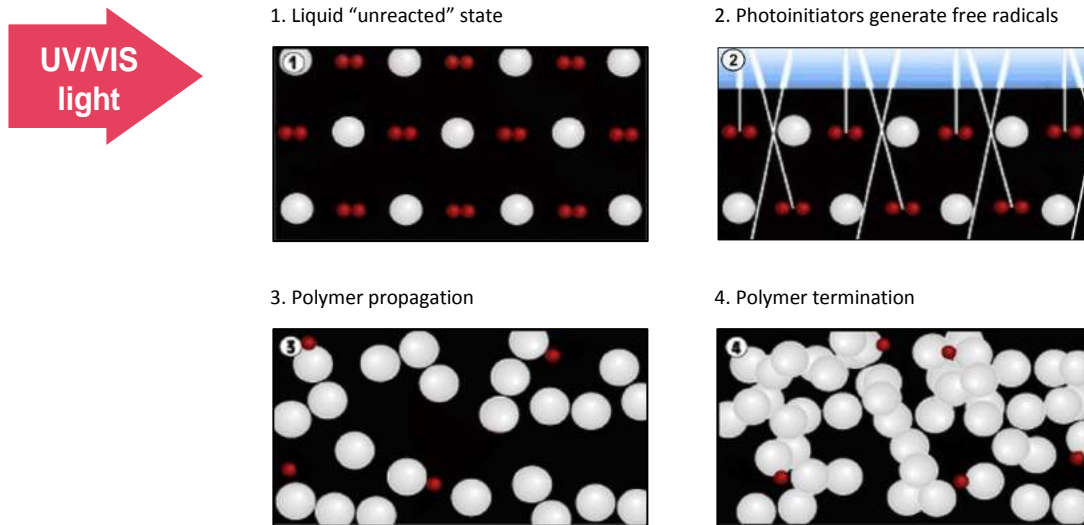 UV/VIS
light
1. Liquid “unreacted” state
2. Photoinitiators generate free radicals
1
2
3. Polymer propagation
4. Polymer termination
3
4